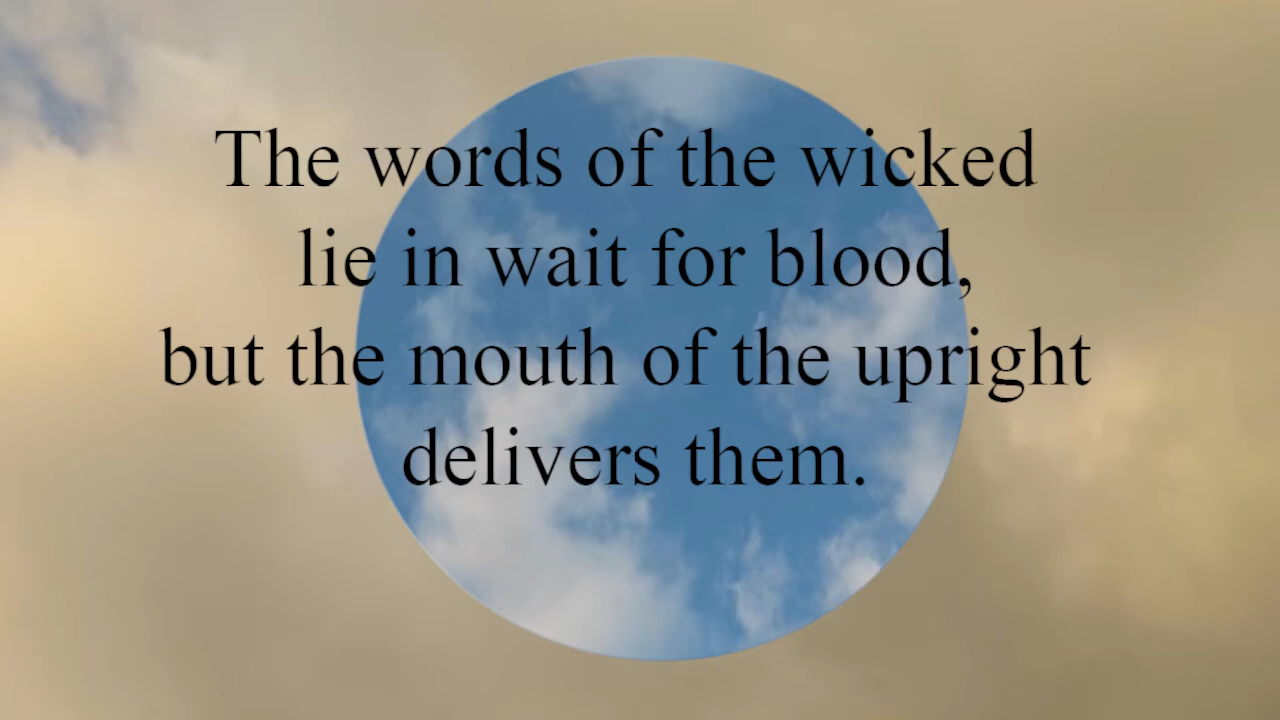 The words of the wicked
lie in wait for blood,
but the mouth of the upright
delivers them.